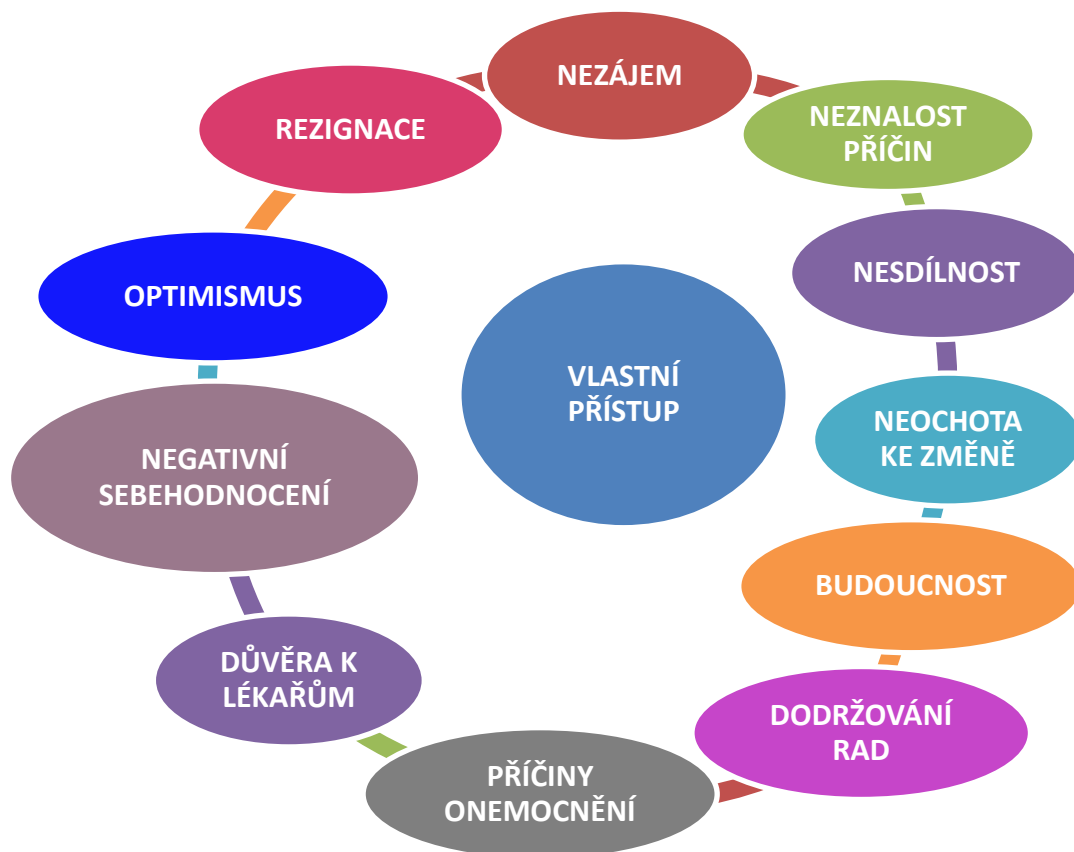 NEZÁJEM
NEZNALOST
PŘÍČIN
NESDÍLNOST
NEOCHOTA
KE ZMĚNĚ
BUDOUCNOST
DODRŽOVÁNÍ
RAD
PŘÍČINY
ONEMOCNĚNÍ
DŮVĚRA K
LÉKAŘŮM
NEGATIVNÍ
SEBEHODNOCENÍ
OPTIMISMUS
REZIGNACE
VLASTNÍ
PŘÍSTUP